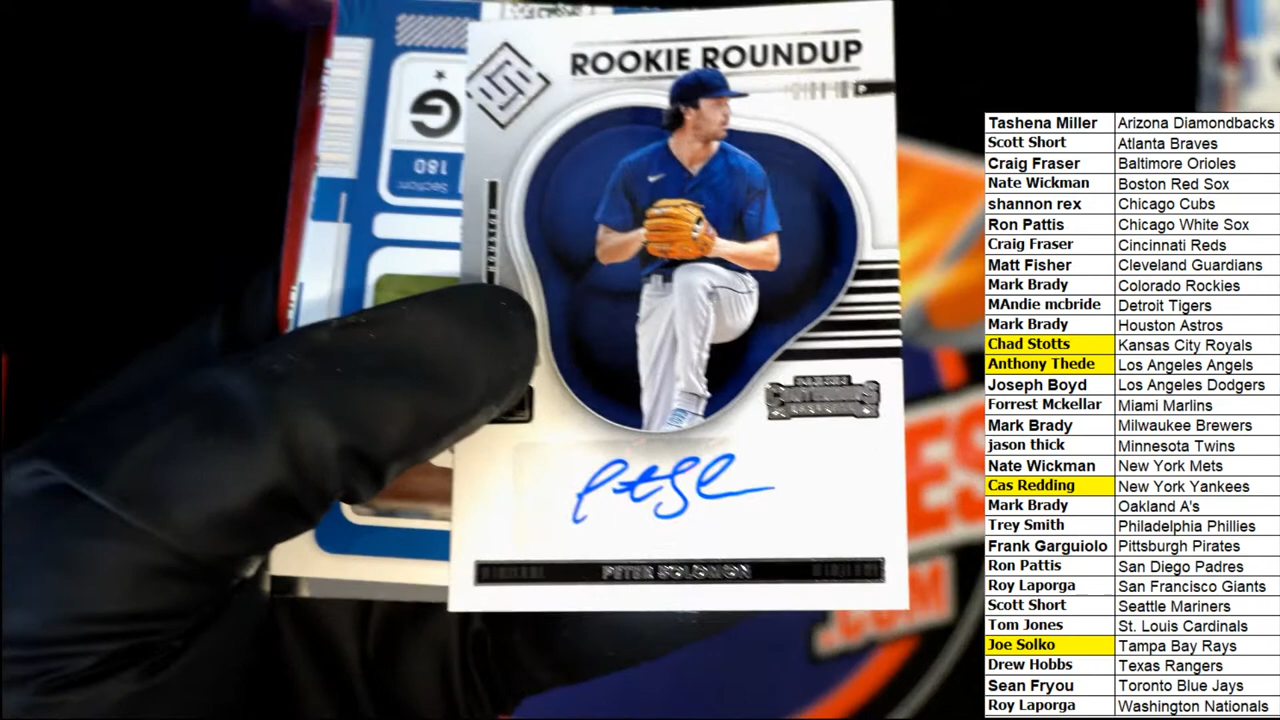 ROOKIE ROUNDUP
HOUSTON
CONTENDERS
PETER SOLOMON
G
180
Section:
ES
.COM
Tashena Miller Arizona Diamondbacks
Scott Short Atlanta Braves
Craig Fraser Baltimore Orioles
Nate Wickman Boston Red Sox
shannon rex Chicago Cubs
Ron Pattis Chicago White Sox
Craig Fraser Cincinnati Reds
Matt Fisher Cleveland Guardians
Mark Brady Colorado Rockies
MAndie mcbride Detroit Tigers
Mark Brady Houston Astros
Chad Stotts Kansas City Royals
Anthony Thede Los Angeles Angels
Joseph Boyd Los Angeles Dodgers
Forrest Mckellar Miami Marlins
Mark Brady Milwaukee Brewers
jason thick Minnesota Twins
Nate Wickman New York Mets
Cas Redding New York Yankees
Mark Brady Oakland A's
Trey Smith Philadelphia Phillies
Frank Garguiolo Pittsburgh Pirates
Ron Pattis San Diego Padres
Roy Laporga San Francisco Giants
Scott Short Seattle Mariners
Tom Jones St. Louis Cardinals
Joe Solko Tampa Bay Rays
Drew Hobbs Texas Rangers
Sean Fryou Toronto Blue Jays
Roy Laporga Washington Nationals